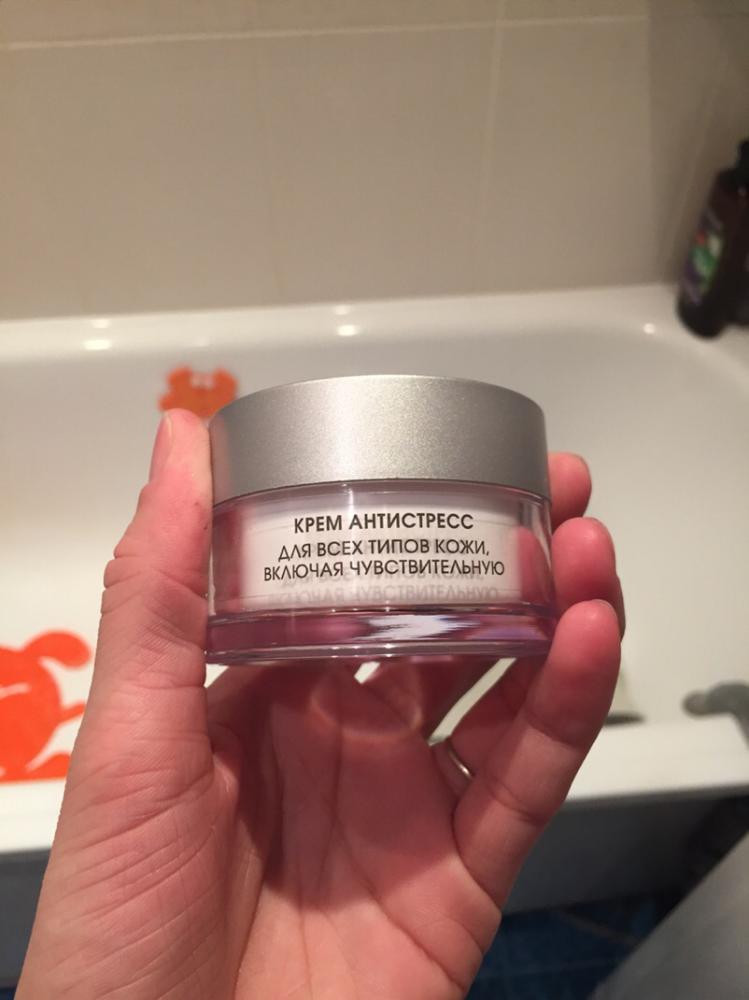 КРЕМ АНТИСТРЕСС
ДЛЯ ВСЕХ ТИПОВ КОЖИ,
ВКЛЮЧАЯ ЧУВСТВИТЕЛЬНУЮ